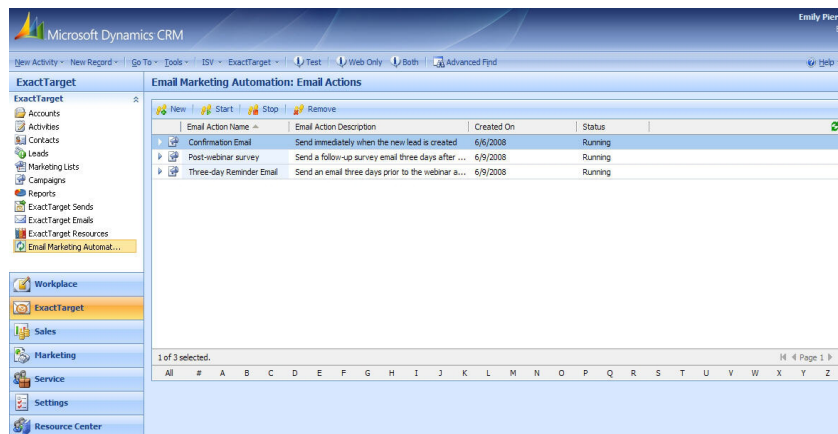 Emily Pier
Microsoft Dynamics CRM
New Activity New Record Go To Tools ISV ExactTarget Test Web Only Both Advanced Find Help
ExactTarget
Email Marketing Automation: Email Actions
ExactTarget
Accounts
Activities
Contacts
Leads
Marketing Lists
Campaigns
Reports
ExactTarget Sends
ExactTarget Emails
ExactTarget Resources
Email Marketing Automat...
New Start Stop Remove
Email Action Name Email Action Description Created On Status
Confirmation Email Send immediately when the new lead is created 6/6/2008 Running
Post-webinar survey Send a follow-up survey email three days after ... 6/9/2008 Running
Three-day Reminder Email Send an email three days prior to the webinar a... 6/9/2008 Running
Workplace
ExactTarget
Sales
Marketing
Service
Settings
Resource Center
1 of 3 selected. Page 1
All # A B C D E F G H I J K L M N O P Q R S T U V W X Y Z